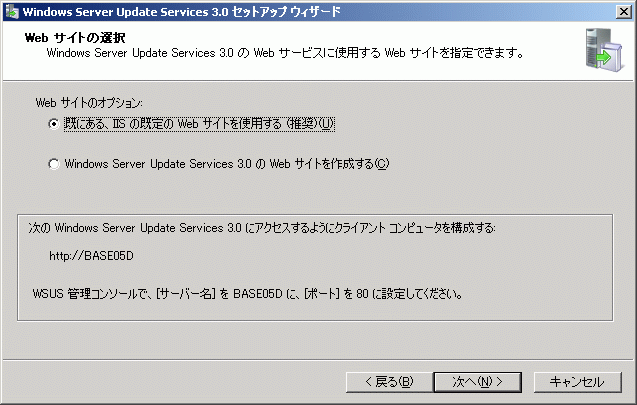 Windows Server Update Services 3.0 セットアップ ウィザード
Web サイトの選択
Windows Server Update Services 3.0 の Web サービスに使用する Web サイトを指定できます。
Web サイトのオプション:
既にある、IIS の既定の Web サイトを使用する (推奨)(U)
Windows Server Update Services 3.0 の Web サイトを作成する(C)
次の Windows Server Update Services 3.0 にアクセスするようにクライアント コンピュータを構成する:
http://BASE05D
WSUS 管理コンソールで、[サーバー名] を BASE05D に、[ポート] を 80 に設定してください。
< 戻る(B)
次へ(N) >
キャンセル